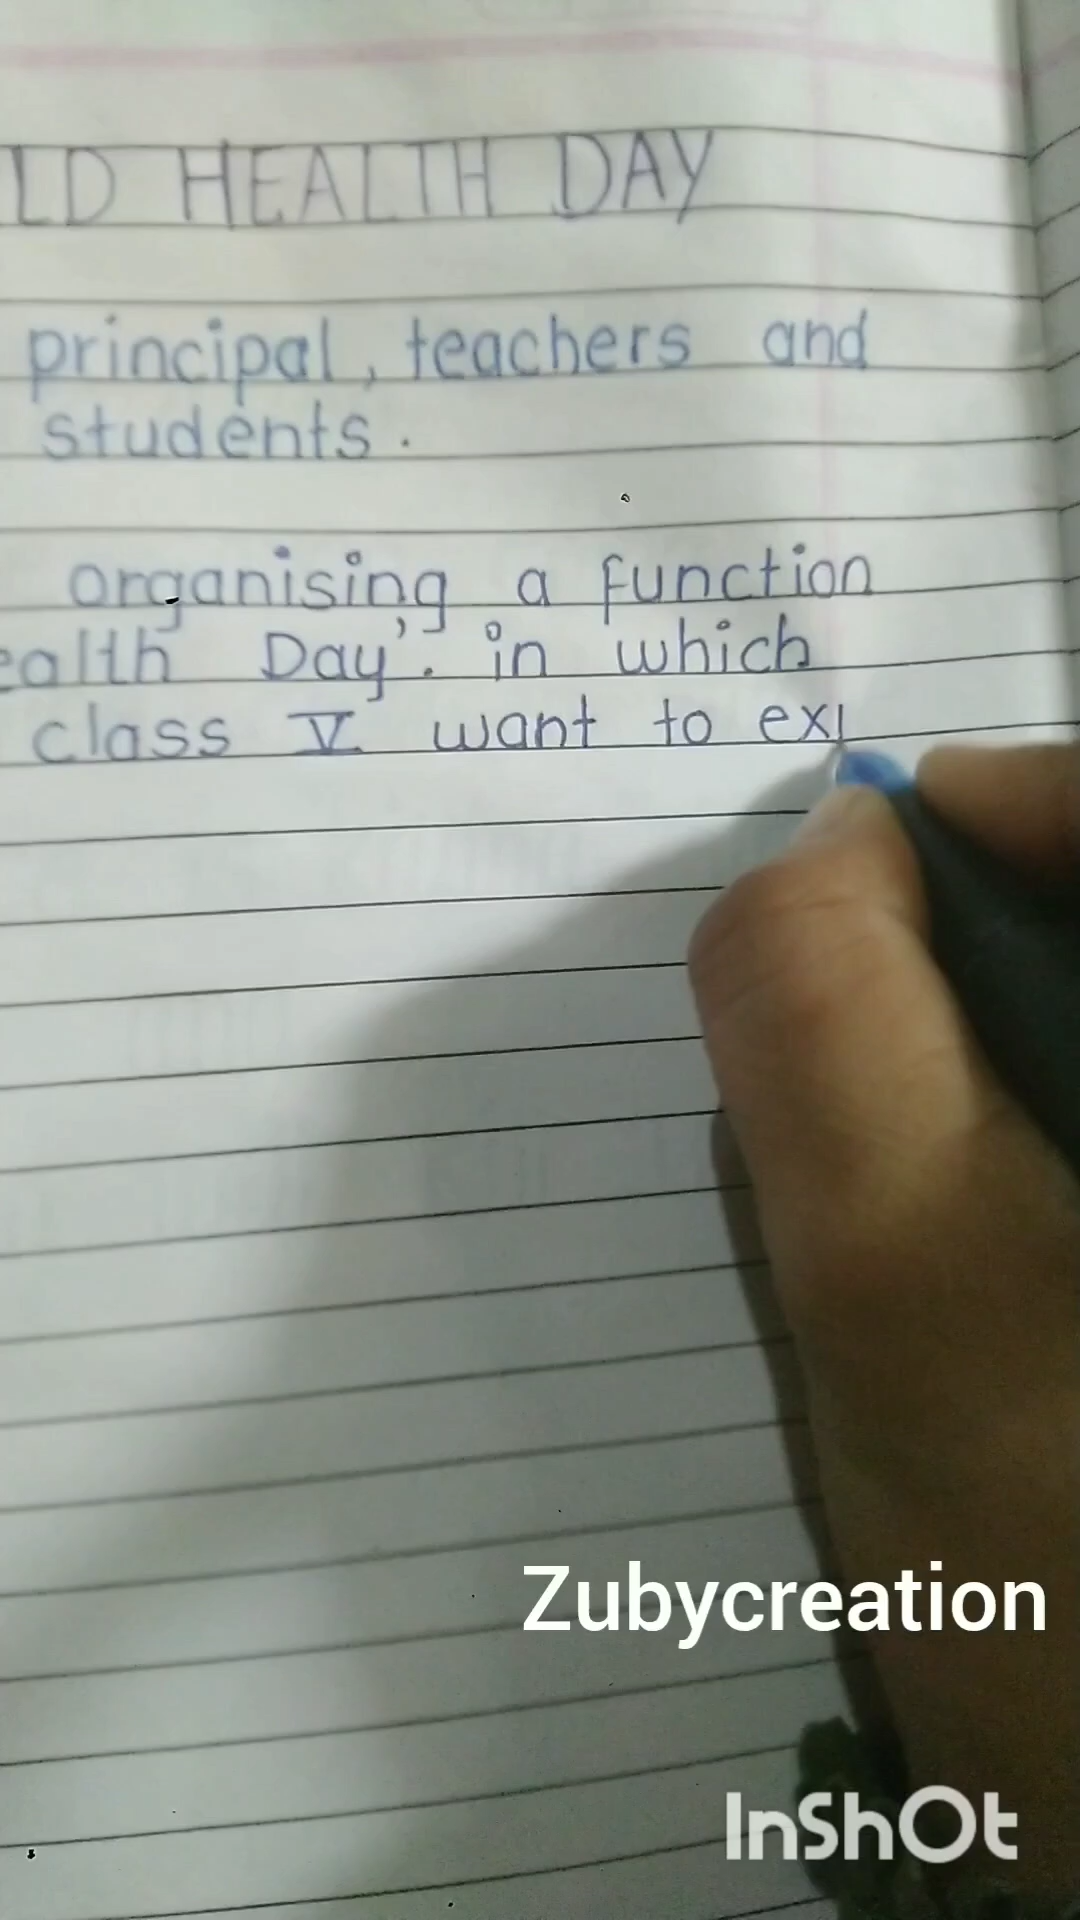 LD HEALTH DAY
principal, teachers and
students.
organising a function
ealth Day'. in which
class V want to ex
Zubycreation
InShOt